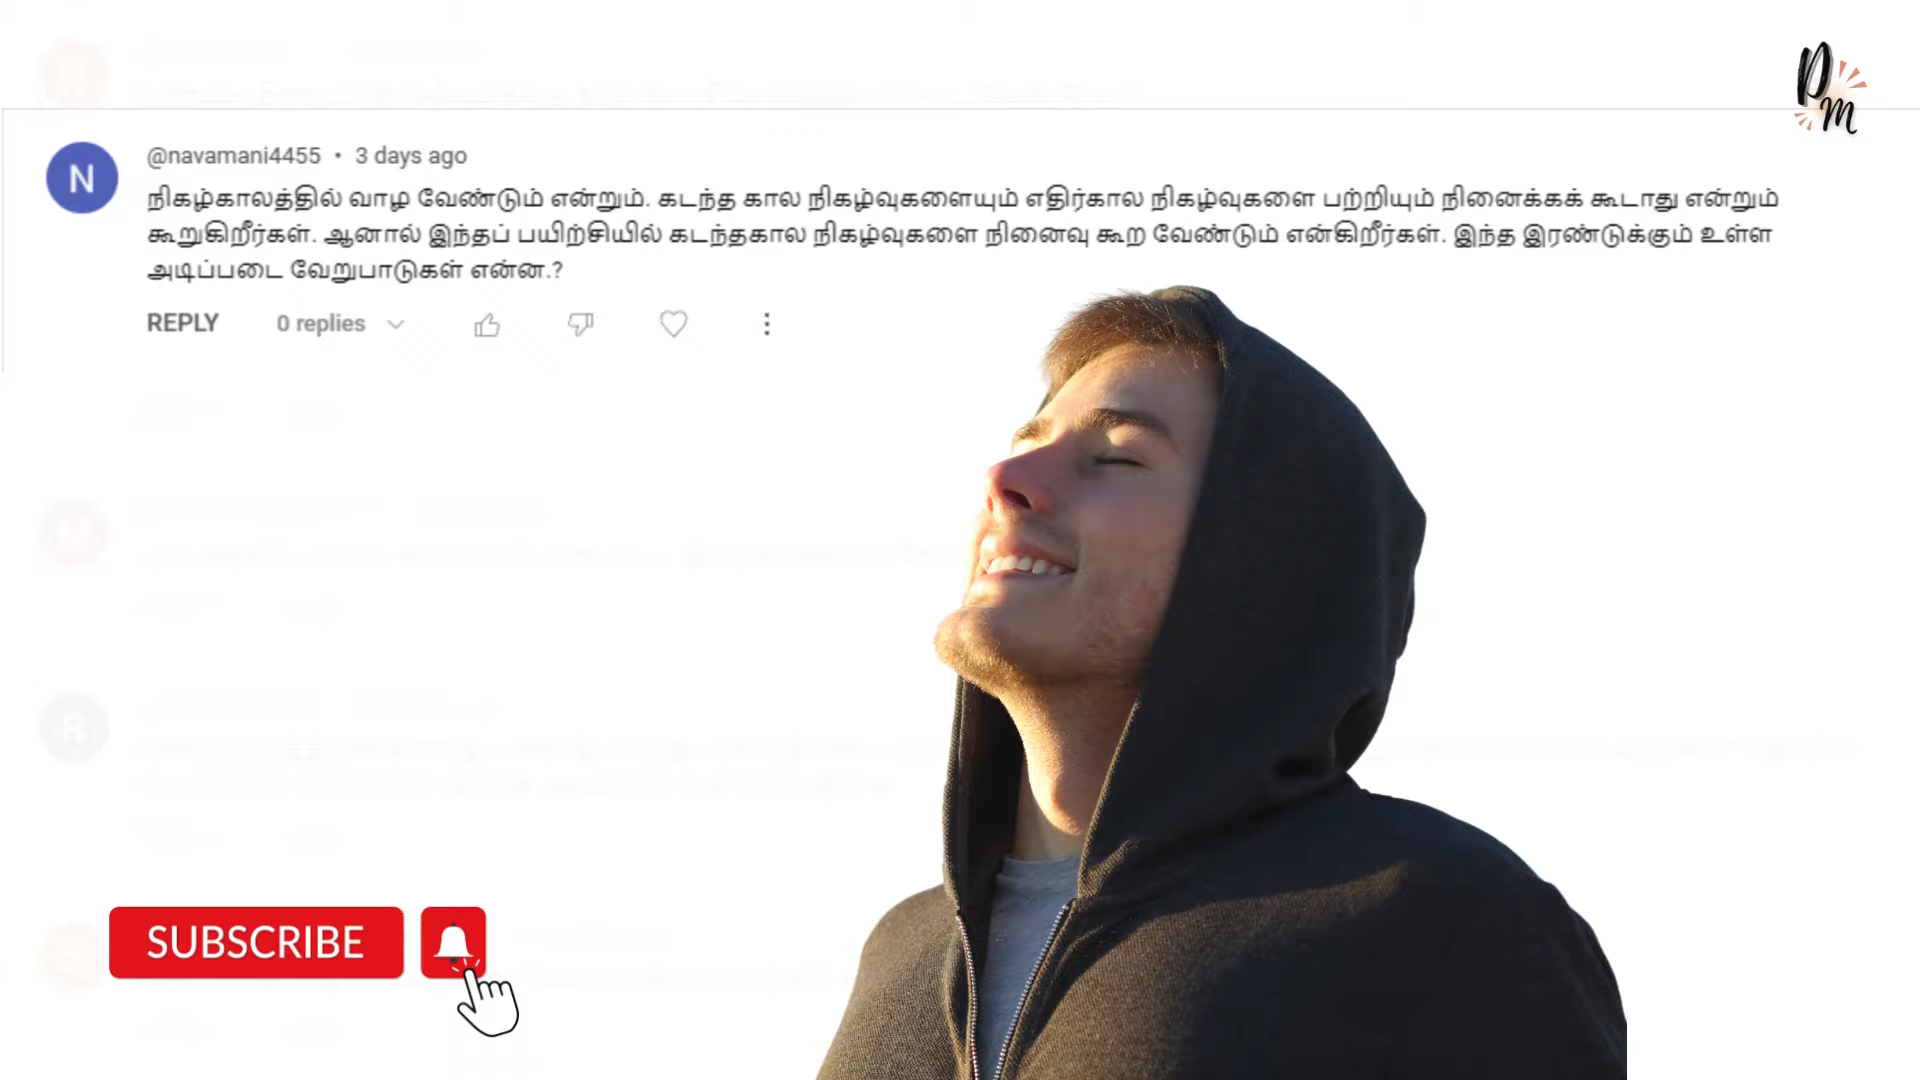 PM
N
@navamani4455 • 3 days ago
நிகழ்காலத்தில் வாழ வேண்டும் என்றும். கடந்த கால நிகழ்வுகளையும் எதிர்கால நிகழ்வுகளை பற்றியும் நினைக்கக் கூடாது என்றும்
கூறுகிறீர்கள். ஆனால் இந்தப் பயிற்சியில் கடந்தகால நிகழ்வுகளை நினைவு கூற வேண்டும் என்கிறீர்கள். இந்த இரண்டுக்கும் உள்ள
அடிப்படை வேறுபாடுகள் என்ன.?
REPLY 0 replies
SUBSCRIBE